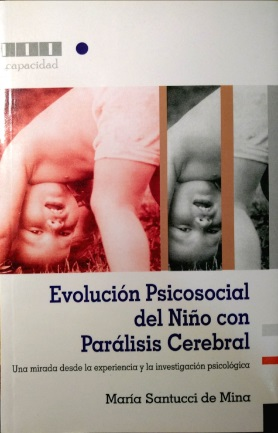 capacidad
Evolución Psicosocial
del Niño con
Parálisis Cerebral
Una mirada desde la experiencia y la investigación psicológica
María Santucci de Mina